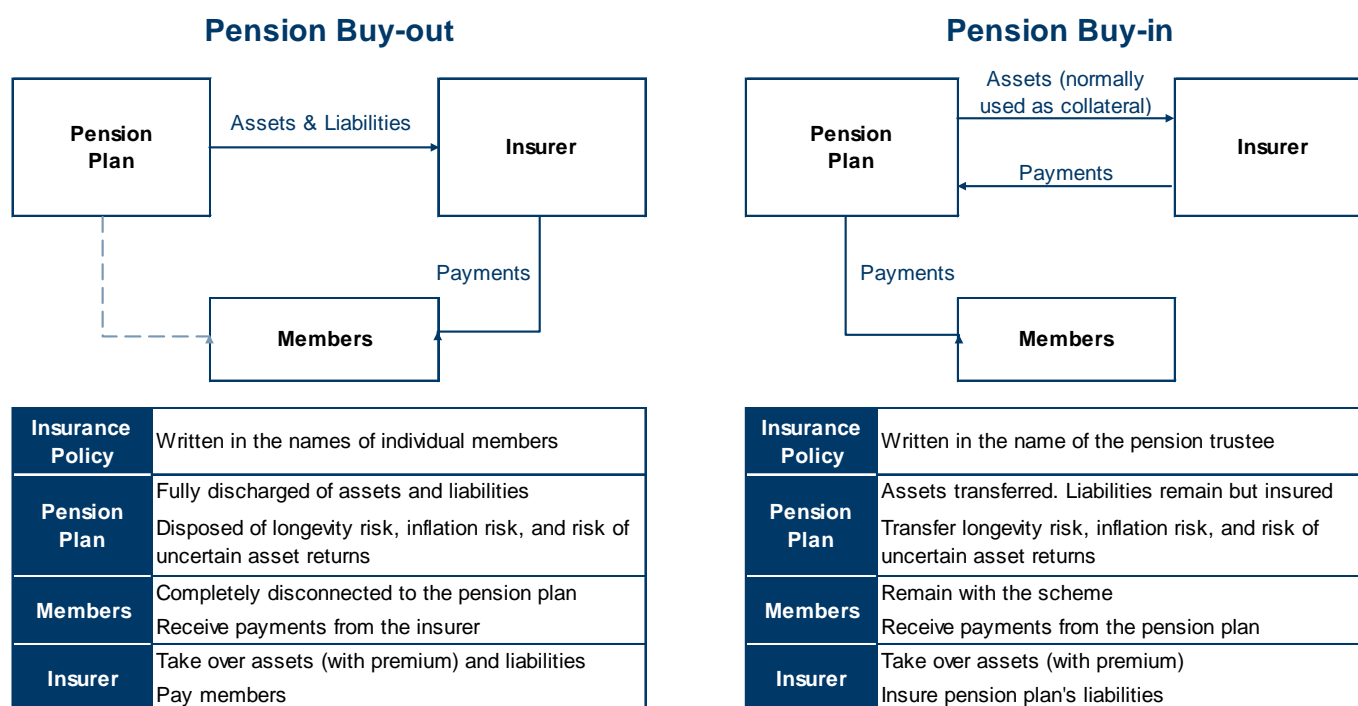 Pension Buy-out
Pension
Plan
Assets & Liabilities
Insurer
Payments
Members
Insurance
Policy
Written in the names of individual members
Pension
Plan
Fully discharged of assets and liabilities
Disposed of longevity risk, inflation risk, and risk of
uncertain asset returns
Members
Completely disconnected to the pension plan
Receive payments from the insurer
Insurer
Take over assets (with premium) and liabilities
Pay members
Pension Buy-in
Pension
Plan
Assets (normally
used as collateral)
Payments
Insurer
Payments
Members
Insurance
Policy
Written in the name of the pension trustee
Pension
Plan
Assets transferred. Liabilities remain but insured
Transfer longevity risk, inflation risk, and risk of
uncertain asset returns
Members
Remain with the scheme
Receive payments from the pension plan
Insurer
Take over assets (with premium)
Insure pension plan's liabilities